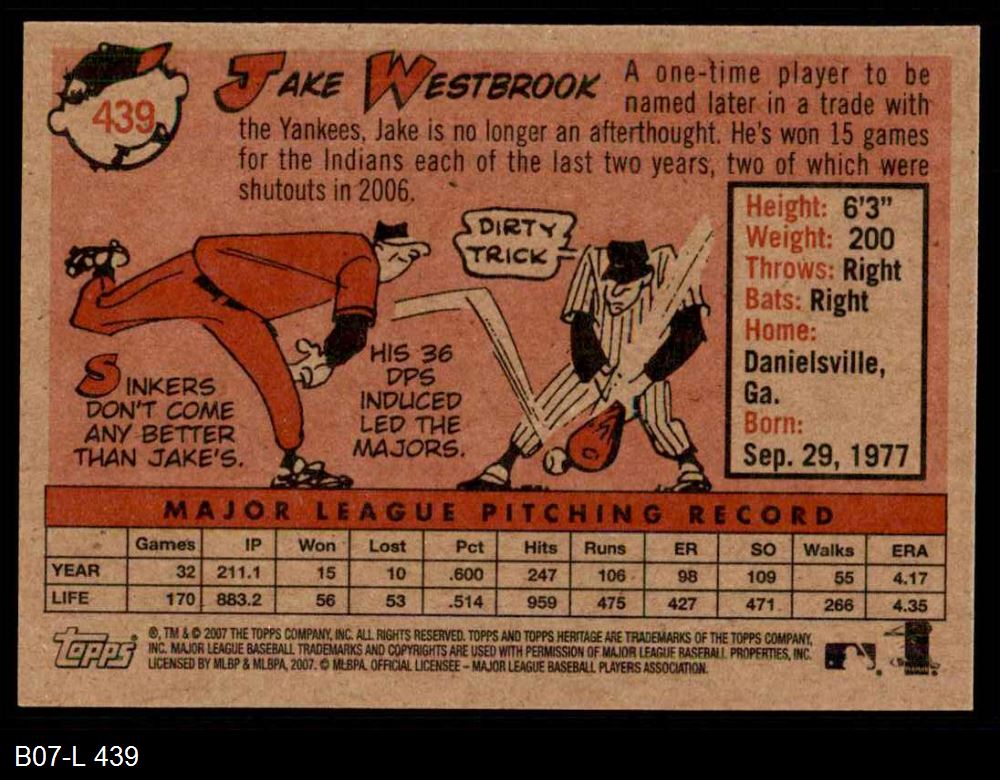 439
JAKE WESTBROOK
A one-time player to be
named later in a trade with
the Yankees, Jake is no longer an afterthought. He's won 15 games
for the Indians each of the last two years, two of which were
shutouts in 2006.
Height: 6'3"
Weight: 200
Throws: Right
Bats: Right
Home:
Danielsville,
Ga.
Born:
Sep. 29, 1977
DIRTY
TRICK
SINKERS
DON'T COME
ANY BETTER
THAN JAKE'S.
HIS 36
DPS
INDUCED
LED THE
MAJORS.
MAJOR LEAGUE PITCHING RECORD
Games IP Won Lost Pct Hits Runs ER SO Walks ERA
YEAR 32 211.1 15 10 .600 247 106 98 109 55 4.17
LIFE 170 883.2 56 53 .514 959 475 427 471 266 4.35
topps
®, TM & © 2007 THE TOPPS COMPANY, INC. ALL RIGHTS RESERVED. TOPPS AND TOPPS HERITAGE ARE TRADEMARKS OF THE TOPPS COMPANY,
INC. MAJOR LEAGUE BASEBALL TRADEMARKS AND COPYRIGHTS ARE USED WITH PERMISSION OF MAJOR LEAGUE BASEBALL PROPERTIES, INC.
LICENSED BY MLBP & MLBPA, 2007. © MLBPA. OFFICIAL LICENSEE – MAJOR LEAGUE BASEBALL PLAYERS ASSOCIATION.
B07-L 439